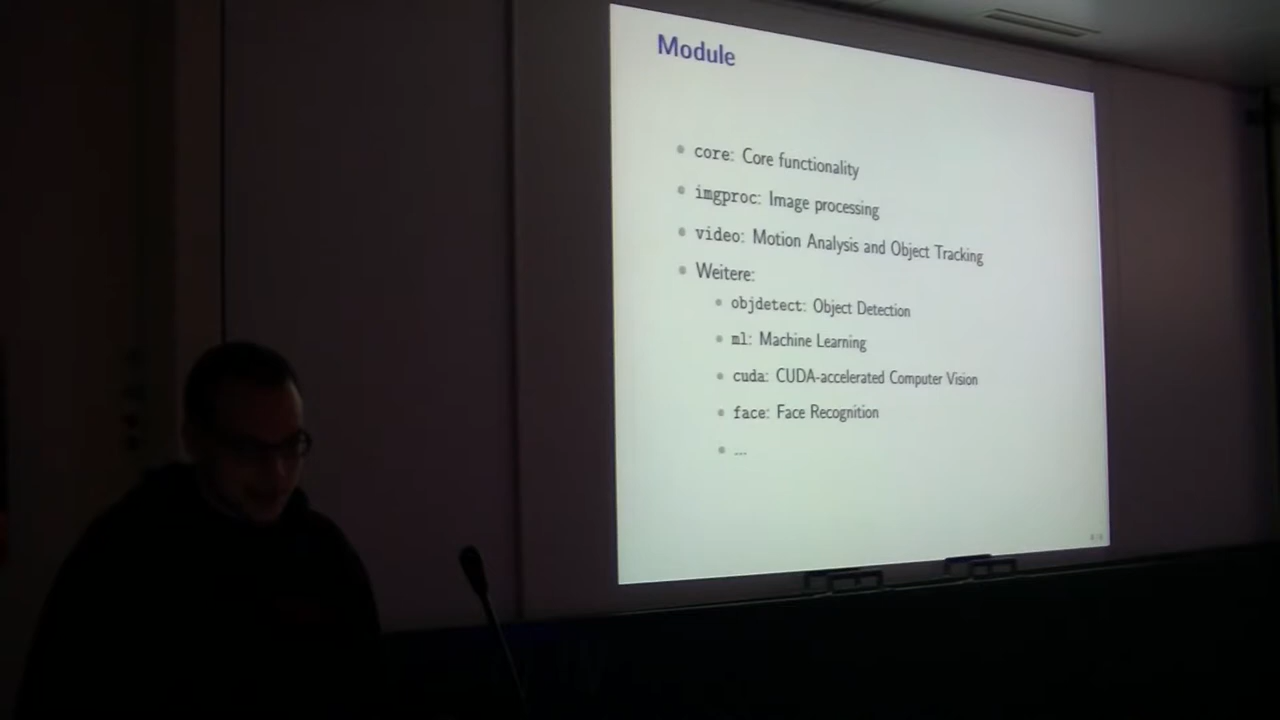 Module
core: Core functionality
imgproc: Image processing
video: Motion Analysis and Object Tracking
Weitere:
objdetect: Object Detection
ml: Machine Learning
cuda: CUDA-accelerated Computer Vision
face: Face Recognition
...